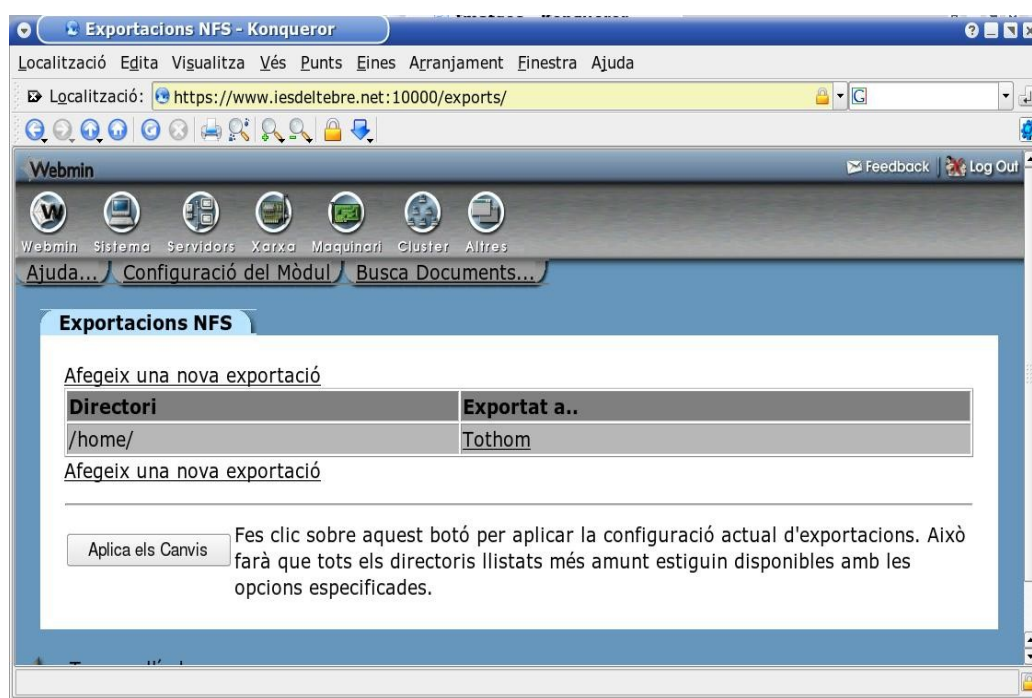 Exportacions NFS - Konqueror
Localització Edita Visualitza Vés Punts Eines Arranjament Finestra Ajuda
Localització: https://www.iesdeltebre.net:10000/exports/
Webmin
Feedback
Log Out
Webmin Sistema Servidors Xarxa Maquinari Cluster Altres
Ajuda... Configuració del Mòdul Busca Documents...
Exportacions NFS
Afegeix una nova exportació
Directori Exportat a..
/home/ Tothom
Afegeix una nova exportació
Aplica els Canvis
Fes clic sobre aquest botó per aplicar la configuració actual d'exportacions. Això
farà que tots els directoris llistats més amunt estiguin disponibles amb les
opcions especificades.